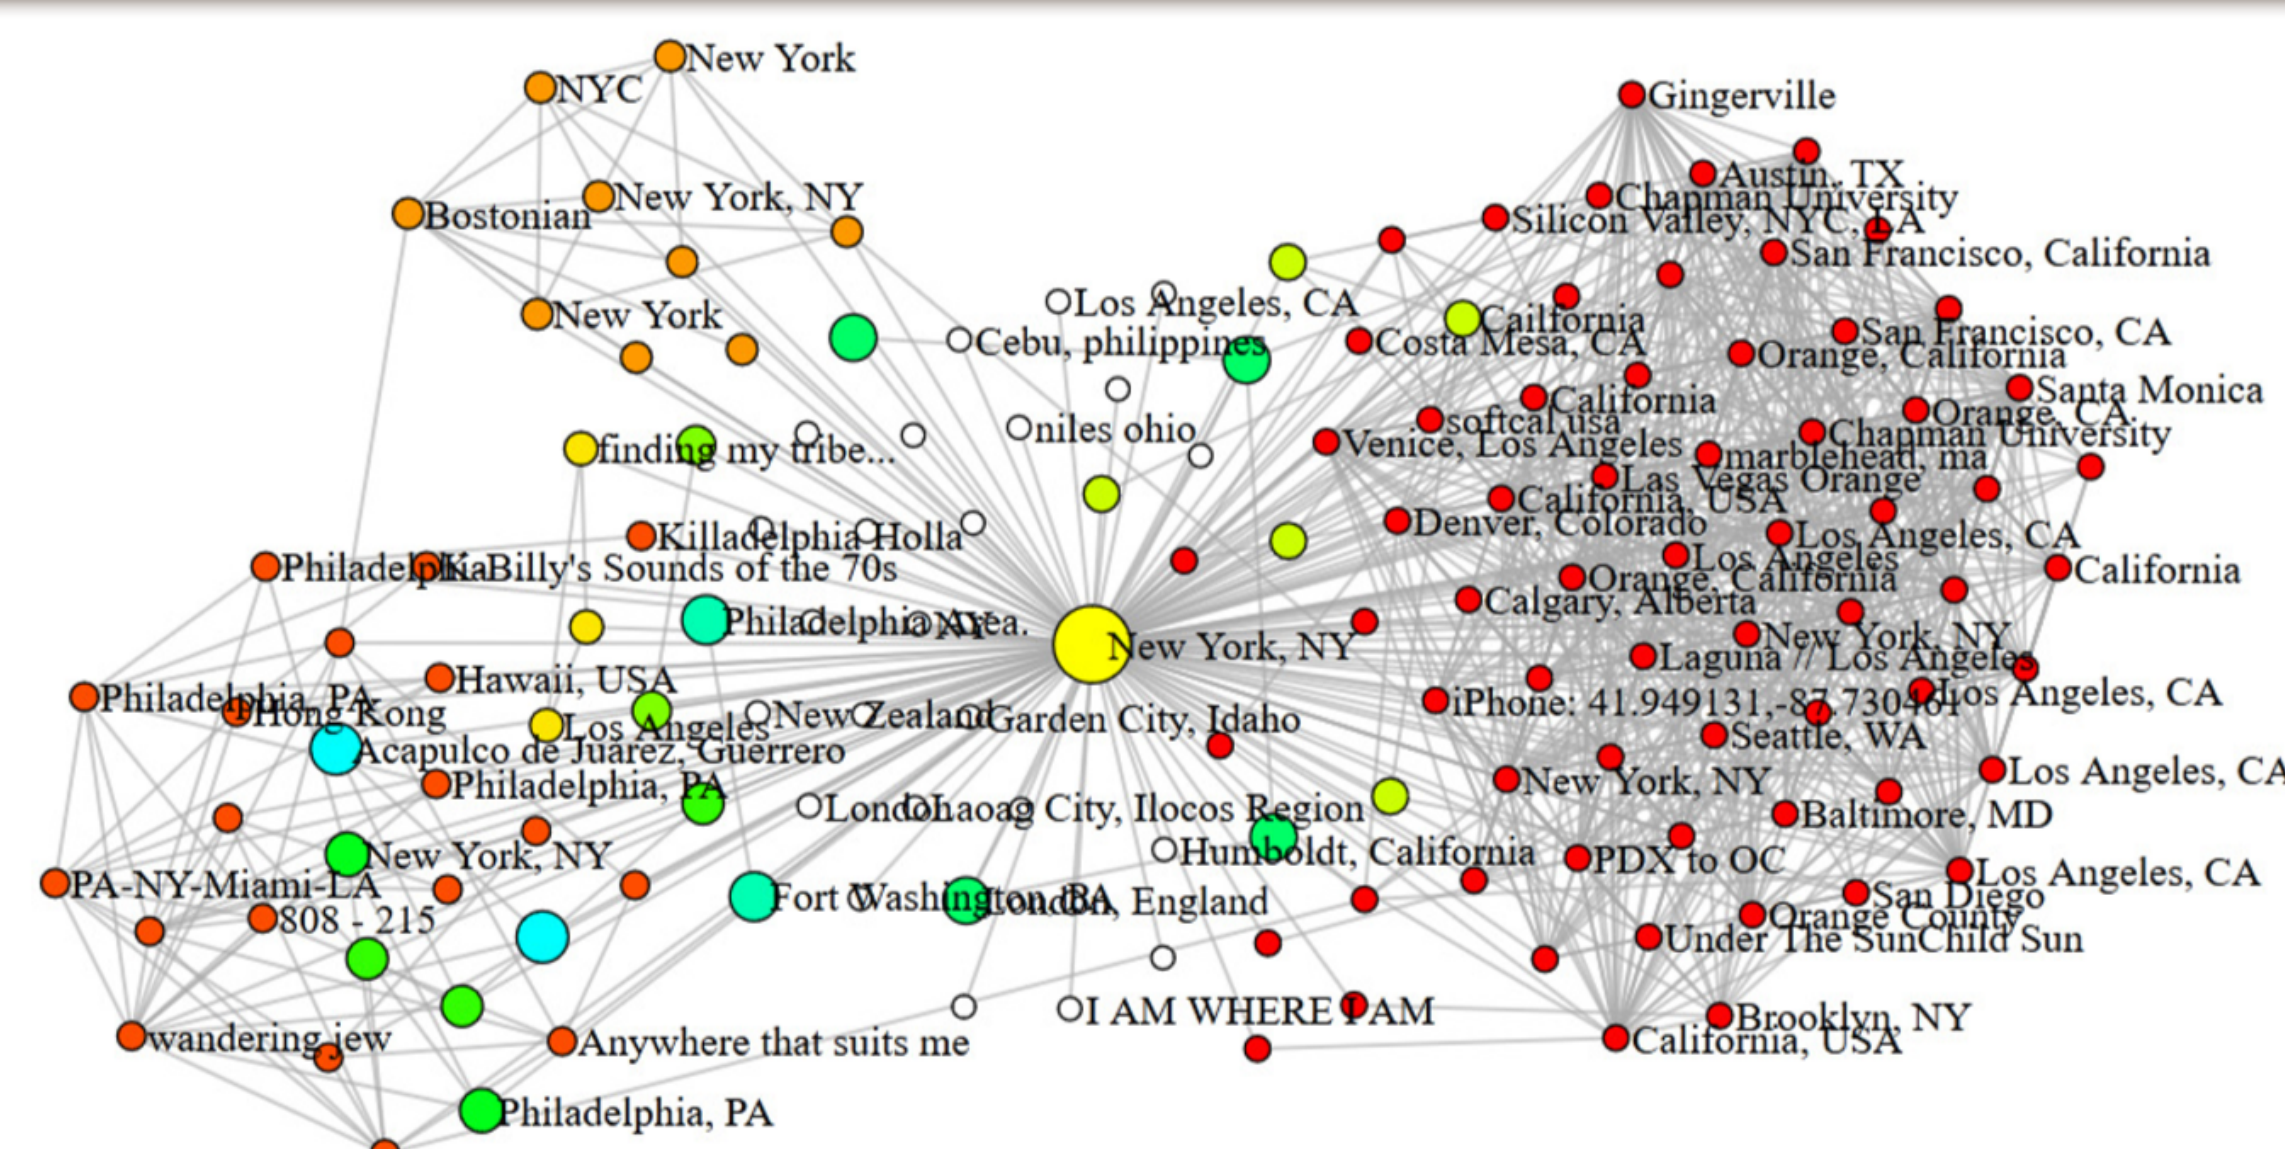 New York
NYC
Gingerville
Austin, TX
New York, NY
Chapman University
Bostonian
Silicon Valley, NYC, LA
San Francisco, California
Los Angeles, CA
New York
Cailfornia
San Francisco, CA
Cebu, philippines
Costa Mesa, CA
Orange, California
Santa Monica
California
Orange, CA.
softcal usa
niles ohio
Chapman University
Venice, Los Angeles
finding my tribe...
marblehead, ma
Las Vegas Orange
California, USA
Denver, Colorado
Killadelphia Holla
Los Angeles, CA
Los Angeles
Philadelphia
K-Billy's Sounds of the 70s
California
Orange, California
Calgary, Alberta
Philadelphia Area.
NY
New York, NY
New York, NY
Laguna // Los Angeles
Hawaii, USA
Los Angeles, CA
Philadelphia, PA
iPhone: 41.949131,-87.730461
Hong Kong
New Zealand
Garden City, Idaho
Los Angeles
Seattle, WA
Acapulco de Juárez, Guerrero
Los Angeles, CA
Philadelphia, PA
New York, NY
London
Laoag City, Ilocos Region
Baltimore, MD
Humboldt, California
New York, NY
PDX to OC
Los Angeles, CA
PA-NY-Miami-LA
San Diego
Fort Washington, PA
London, England
808 - 215
Orange County
Under The SunChild Sun
I AM WHERE I AM
Brooklyn, NY
wandering jew
Anywhere that suits me
California, USA
Philadelphia, PA